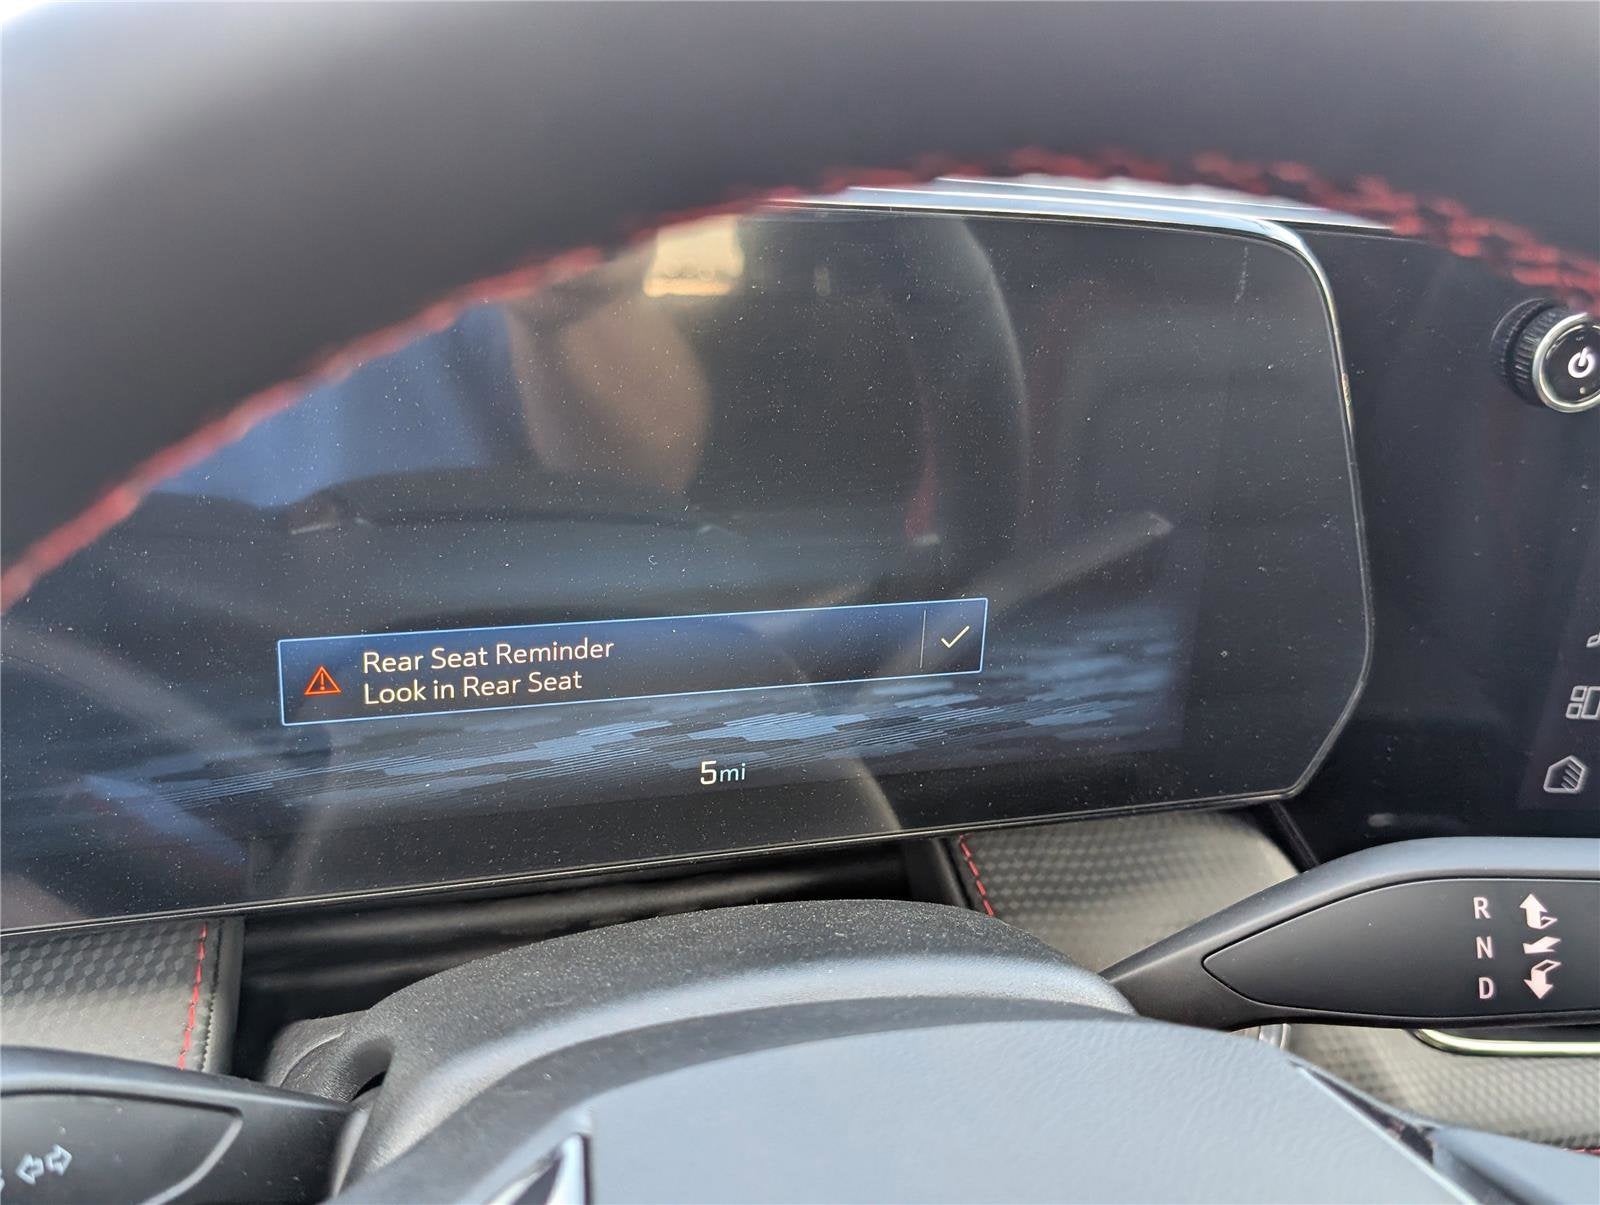 Rear Seat Reminder
Look in Rear Seat
5mi
R
N
D